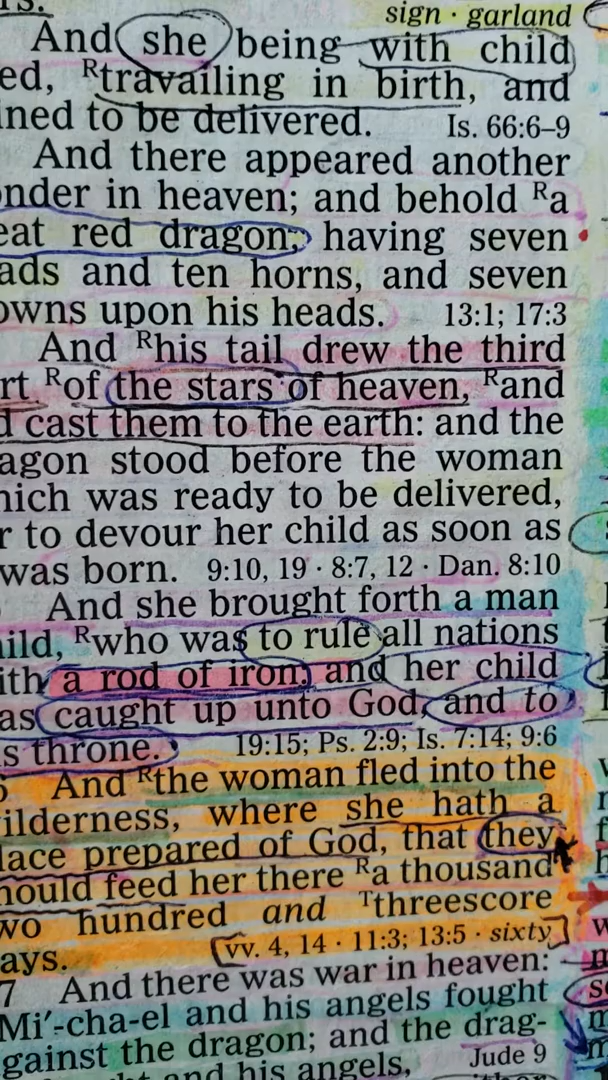 rs. sign · garland
And she being with child
ed, ᴿtravailing in birth, and
ined to be delivered. Is. 66:6–9
And there appeared another
onder in heaven; and behold ᴿa
eat red dragon, having seven
ads and ten horns, and seven
owns upon his heads. 13:1; 17:3
And ᴿhis tail drew the third
rt ᴿof the stars of heaven, ᴿand
d cast them to the earth: and the
agon stood before the woman
hich was ready to be delivered,
r to devour her child as soon as
was born. 9:10, 19 · 8:7, 12 · Dan. 8:10
And she brought forth a man
hild, ᴿwho was to rule all nations
ith a rod of iron: and her child
as caught up unto God, and to
s throne. 19:15; Ps. 2:9; Is. 7:14; 9:6
6 And ᴿthe woman fled into the
ilderness, where she hath a
lace prepared of God, that they
hould feed her there ᴿa thousand
wo hundred and ᵀthreescore
ays. vv. 4, 14 · 11:3; 13:5 · sixty
7 And there was war in heaven:
Mi′-cha-el and his angels fought
gainst the dragon; and the drag-
ght and his angels, Jude 9